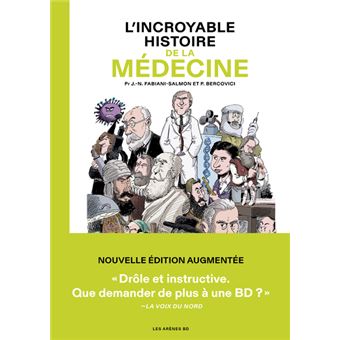 L'INCROYABLE
HISTOIRE
DE LA
MÉDECINE
Pr J.-N. FABIANI-SALMON ET P. BERCOVICI
NOUVELLE ÉDITION AUGMENTÉE
« Drôle et instructive.
Que demander de plus à une BD ? »
– LA VOIX DU NORD
LES ARÈNES BD